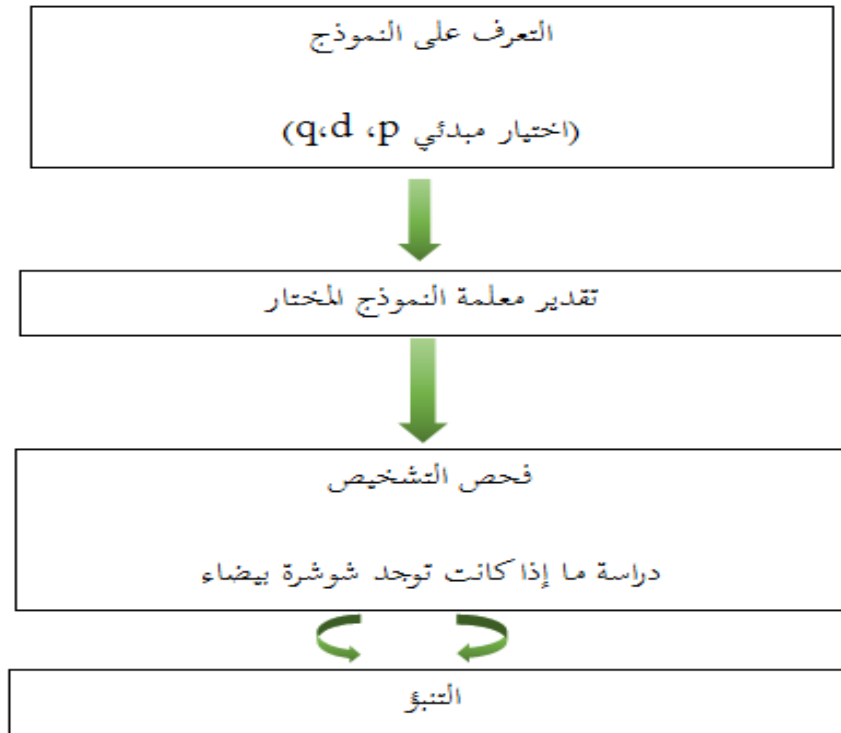 التعرف على النموذج
(اختيار مبدئي q،d ،p)
تقدير معلمة النموذج المختار
فحص التشخيص
دراسة ما إذا كانت توجد شوشرة بيضاء
التنبؤ